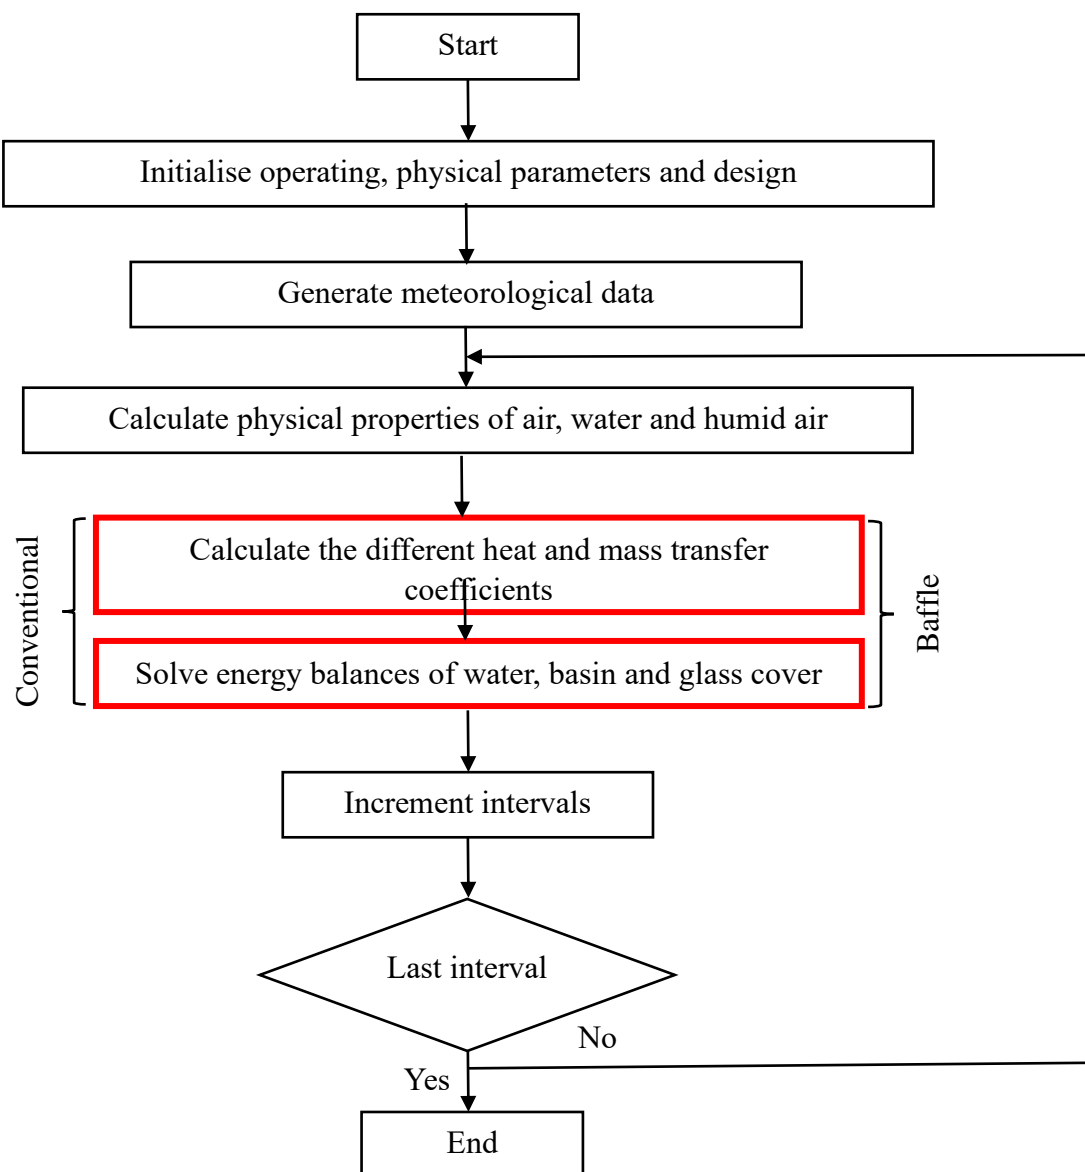 Start
Initialise operating, physical parameters and design
Generate meteorological data
Calculate physical properties of air, water and humid air
Conventional
Calculate the different heat and mass transfer
coefficients
Baffle
Solve energy balances of water, basin and glass cover
Increment intervals
Last interval
No
Yes
End